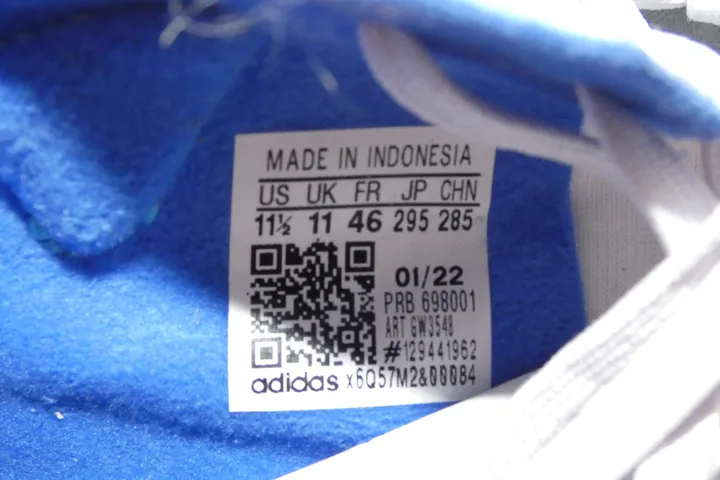 MADE IN INDONESIA
US UK FR JP CHN
11½ 11 46 295 285
01/22
PRB 698001
ART GW3548
#129441962
adidas x6Q57M2&00084